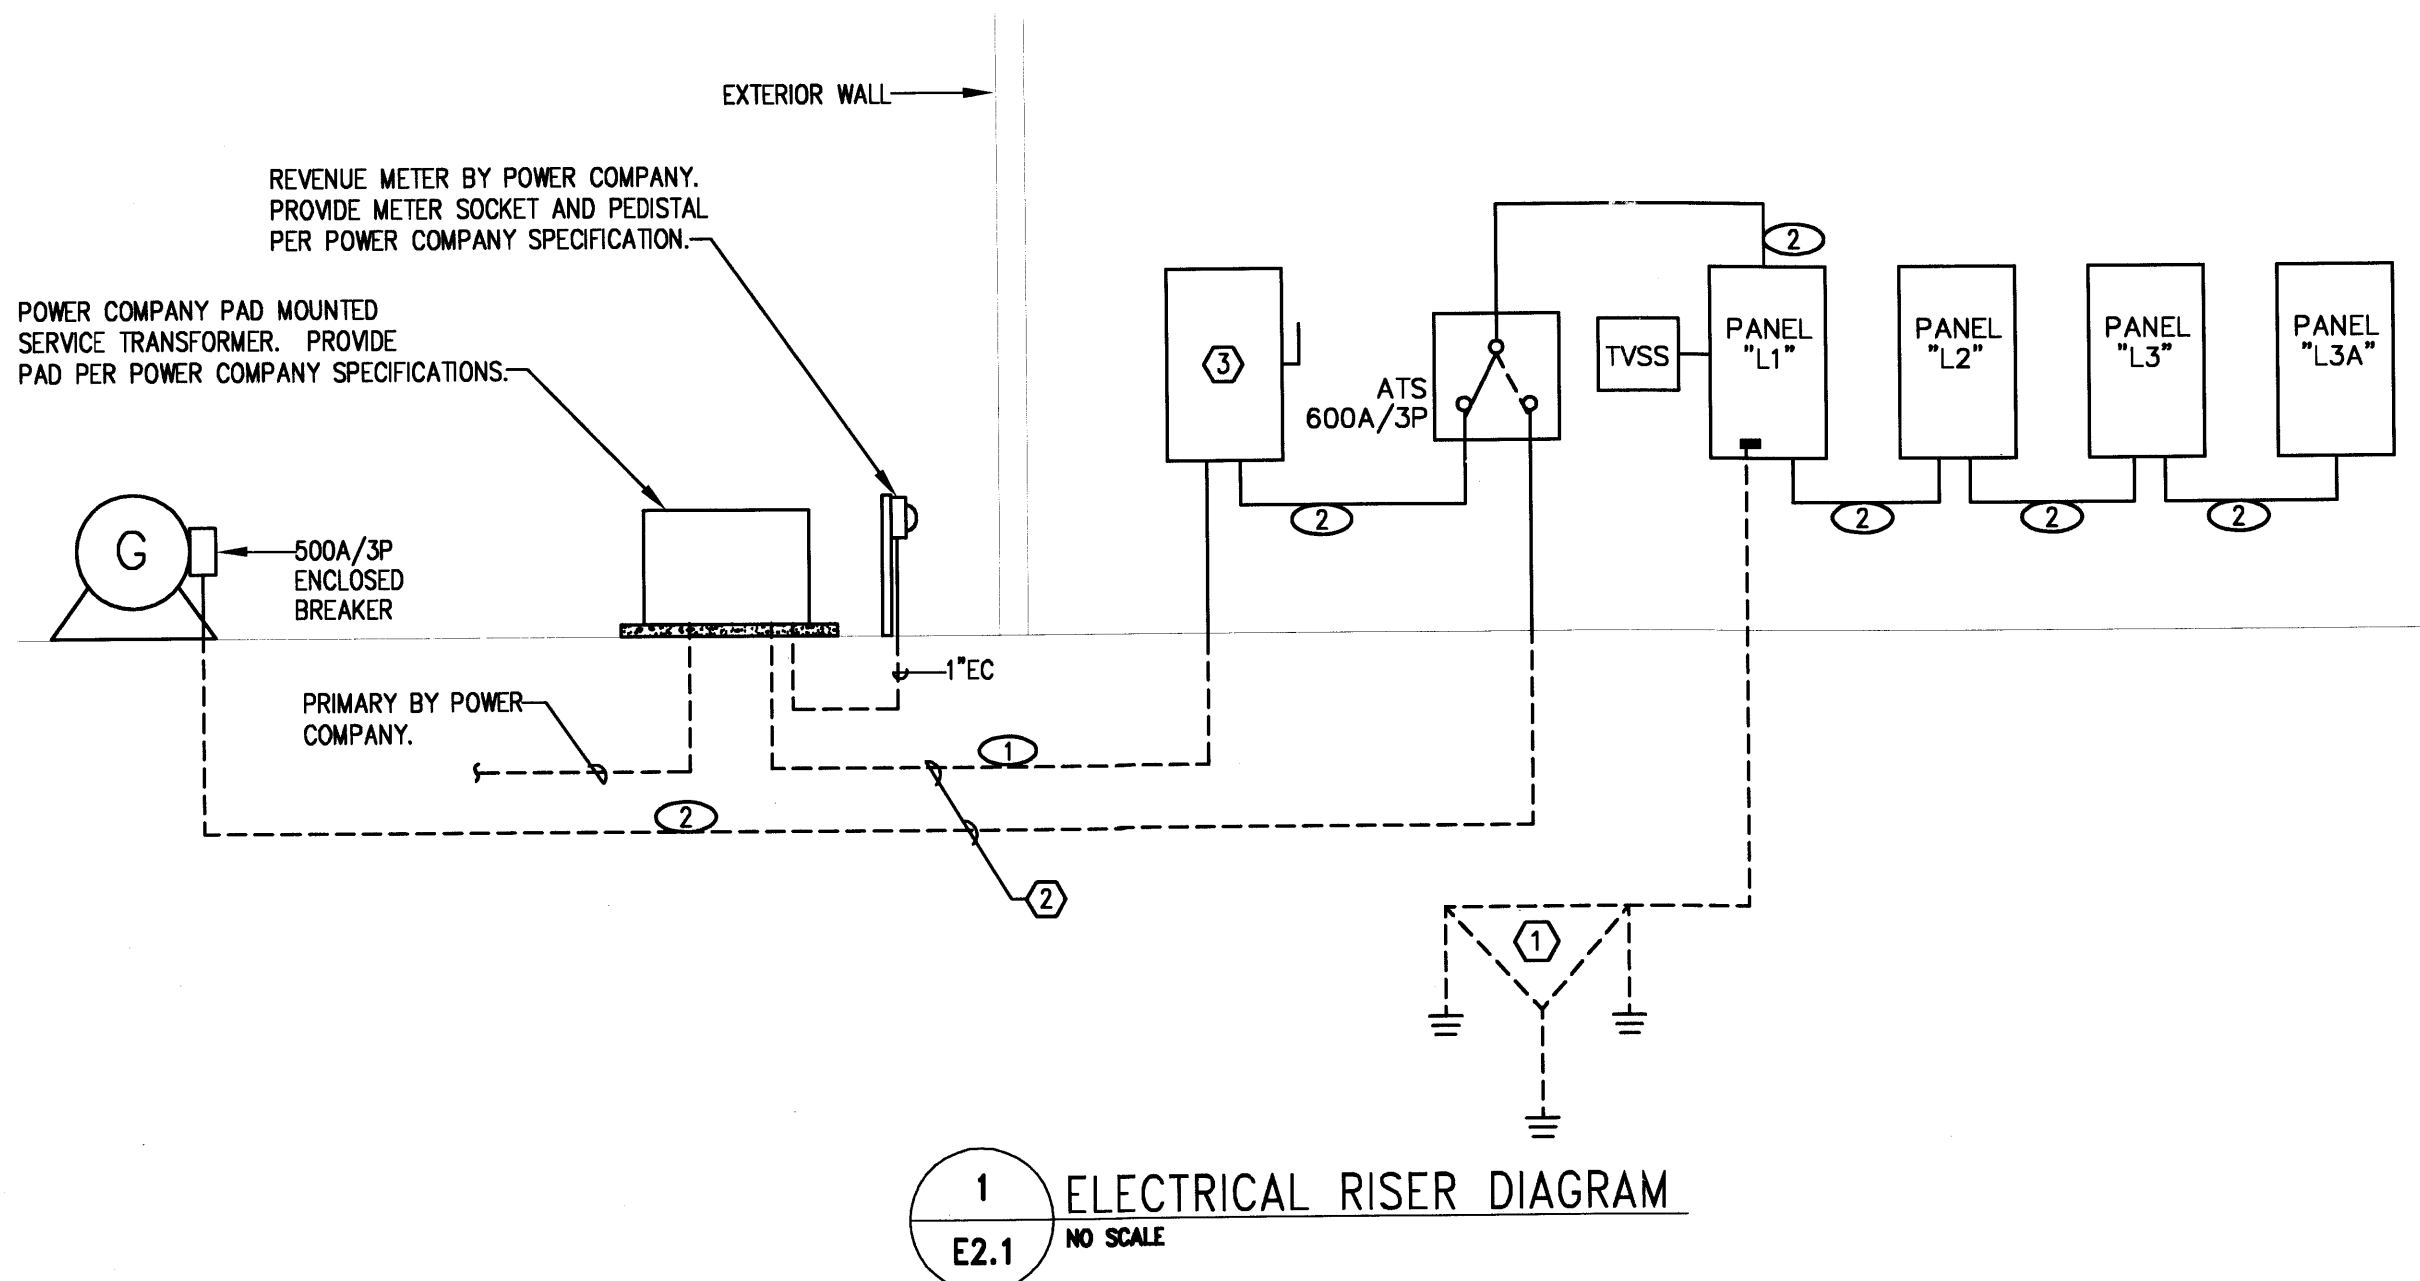 EXTERIOR WALL
REVENUE METER BY POWER COMPANY.
PROVIDE METER SOCKET AND PEDISTAL
PER POWER COMPANY SPECIFICATION.
POWER COMPANY PAD MOUNTED
SERVICE TRANSFORMER. PROVIDE
PAD PER POWER COMPANY SPECIFICATIONS.
2
3
ATS
600A/3P
TVSS
PANEL
"L1"
PANEL
"L2"
PANEL
"L3"
PANEL
"L3A"
2
2
2
2
G
500A/3P
ENCLOSED
BREAKER
1"EC
PRIMARY BY POWER
COMPANY.
1
2
2
1
1
E2.1
ELECTRICAL RISER DIAGRAM
NO SCALE